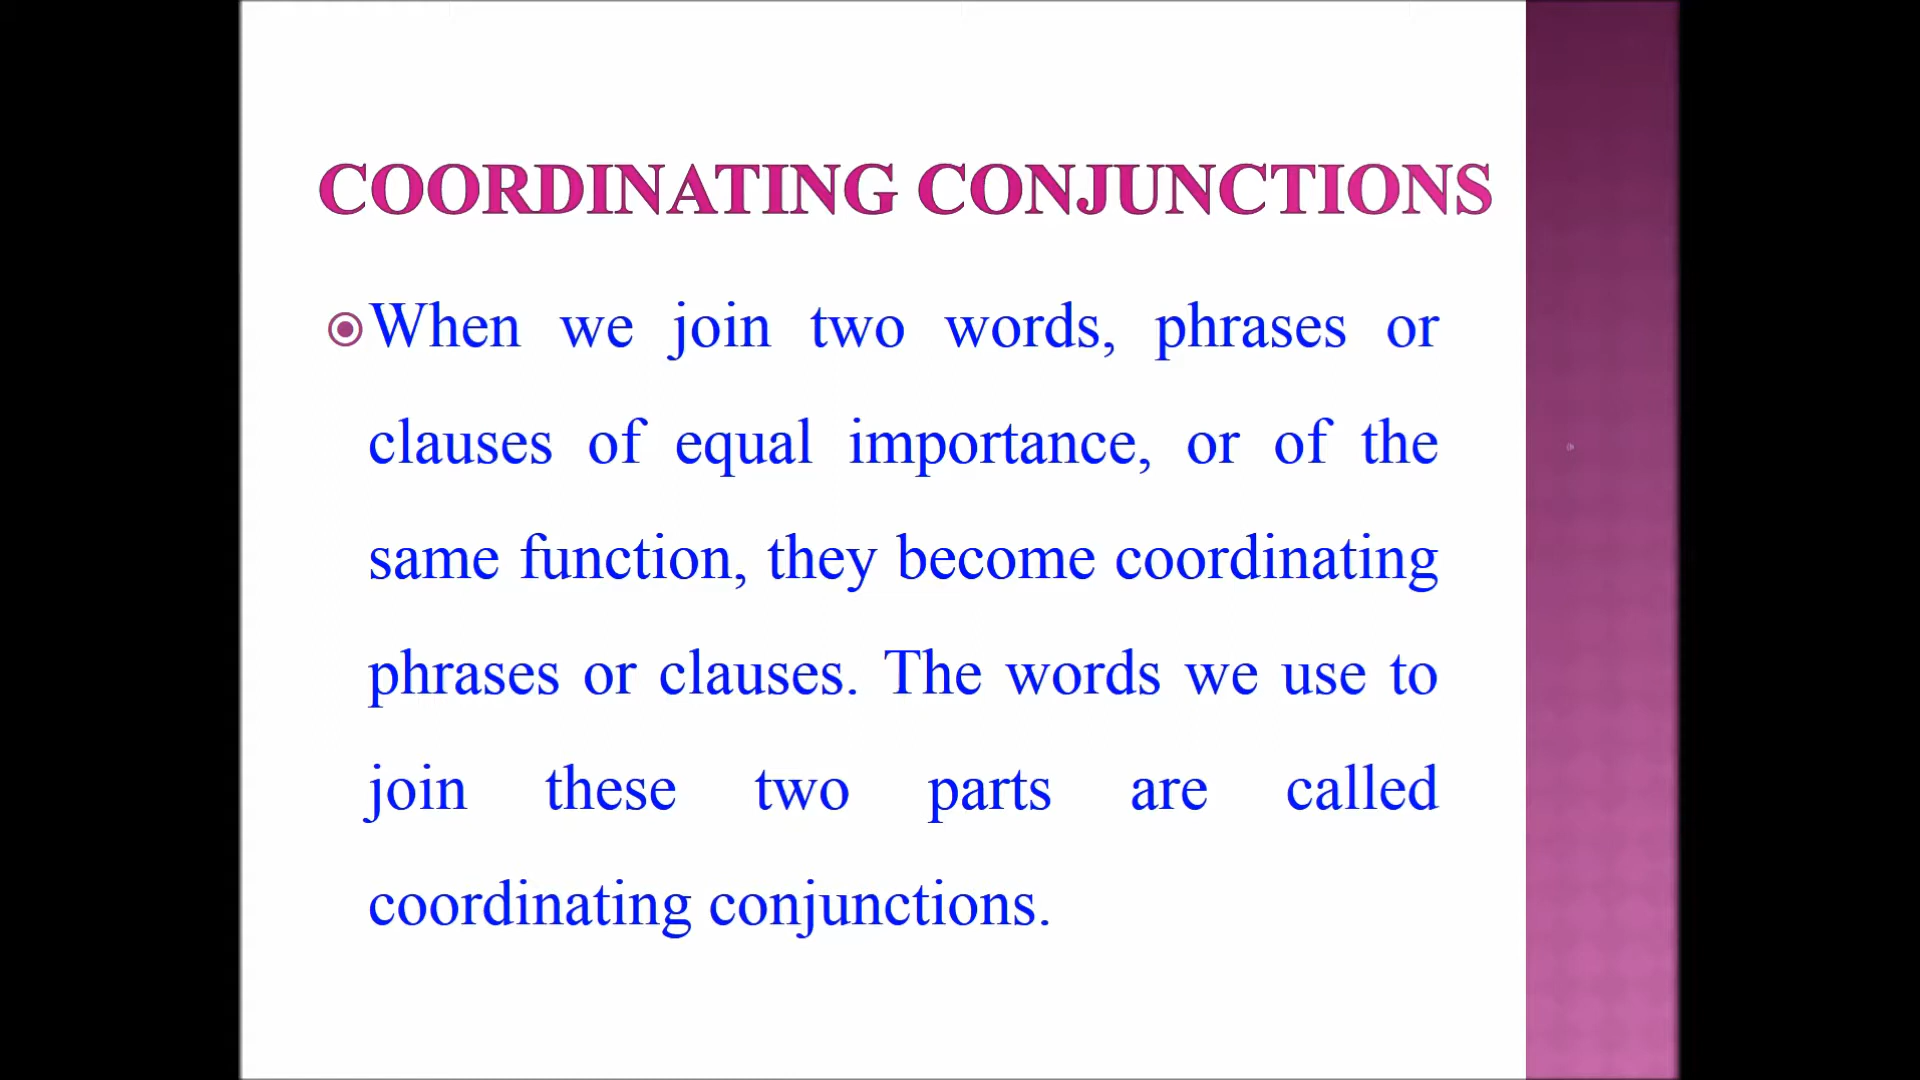 COORDINATING CONJUNCTIONS
When we join two words, phrases or
clauses of equal importance, or of the
same function, they become coordinating
phrases or clauses. The words we use to
join these two parts are called
coordinating conjunctions.